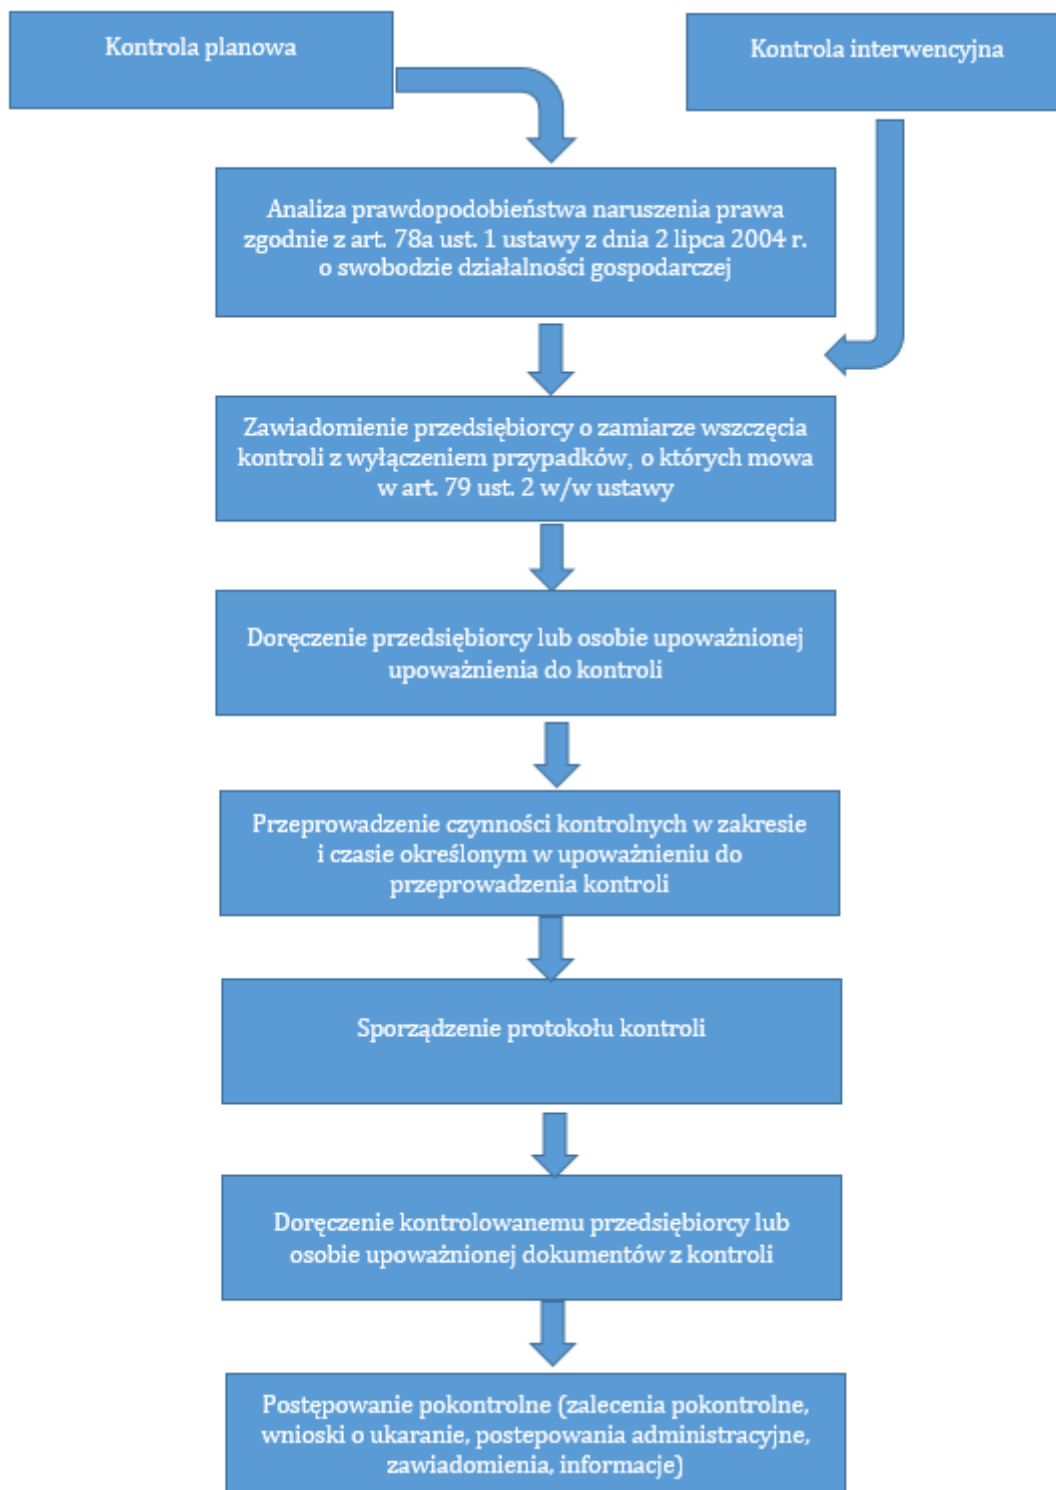 Kontrola planowa
Kontrola interwencyjna
Analiza prawdopodobieństwa naruszenia prawa
zgodnie z art. 78a ust. 1 ustawy z dnia 2 lipca 2004 r.
o swobodzie działalności gospodarczej
Zawiadomienie przedsiębiorcy o zamiarze wszczęcia
kontroli z wyłączeniem przypadków, o których mowa
w art. 79 ust. 2 w/w ustawy
Doręczenie przedsiębiorcy lub osobie upoważnionej
upoważnienia do kontroli
Przeprowadzenie czynności kontrolnych w zakresie
i czasie określonym w upoważnieniu do
przeprowadzenia kontroli
Sporządzenie protokołu kontroli
Doręczenie kontrolowanemu przedsiębiorcy lub
osobie upoważnionej dokumentów z kontroli
Postępowanie pokontrolne (zalecenia pokontrolne,
wnioski o ukaranie, postepowania administracyjne,
zawiadomienia, informacje)